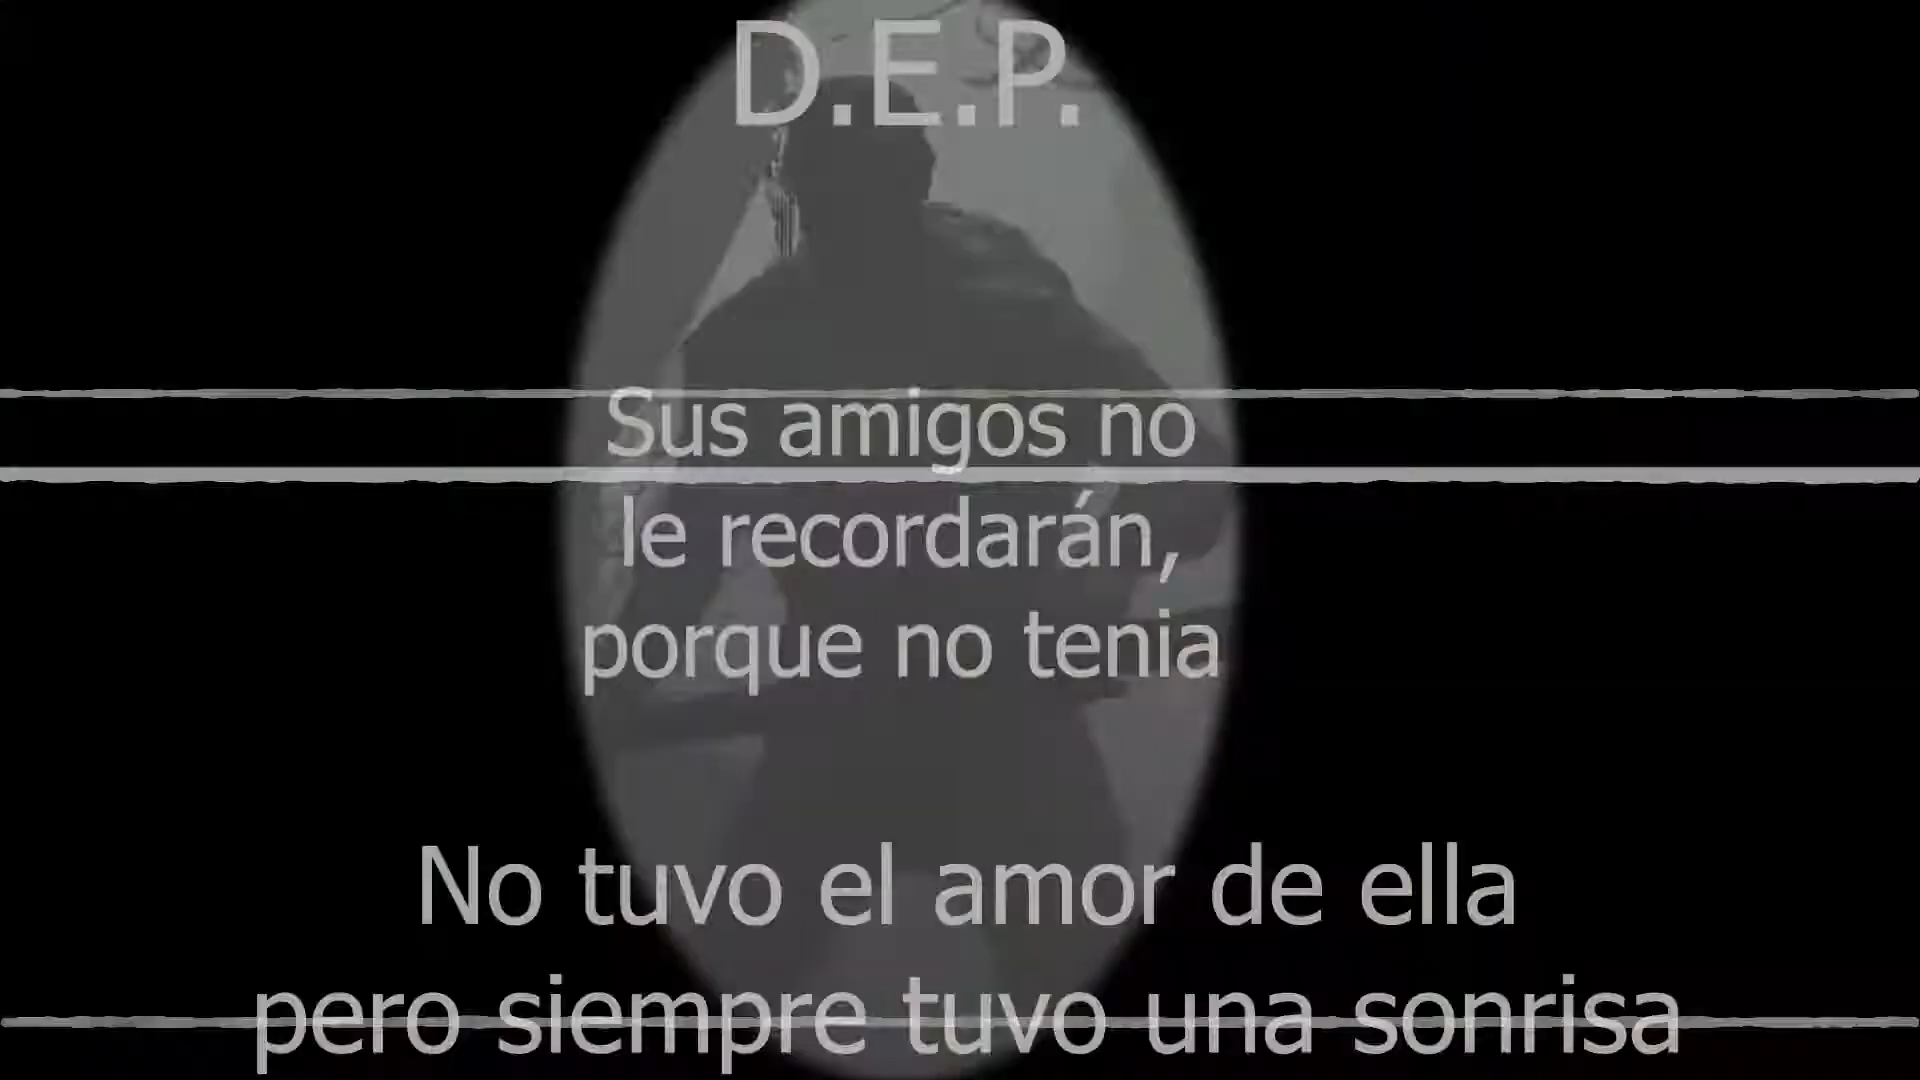 D.E.P.
Sus amigos no
le recordarán,
porque no tenia
No tuvo el amor de ella
pero siempre tuvo una sonrisa